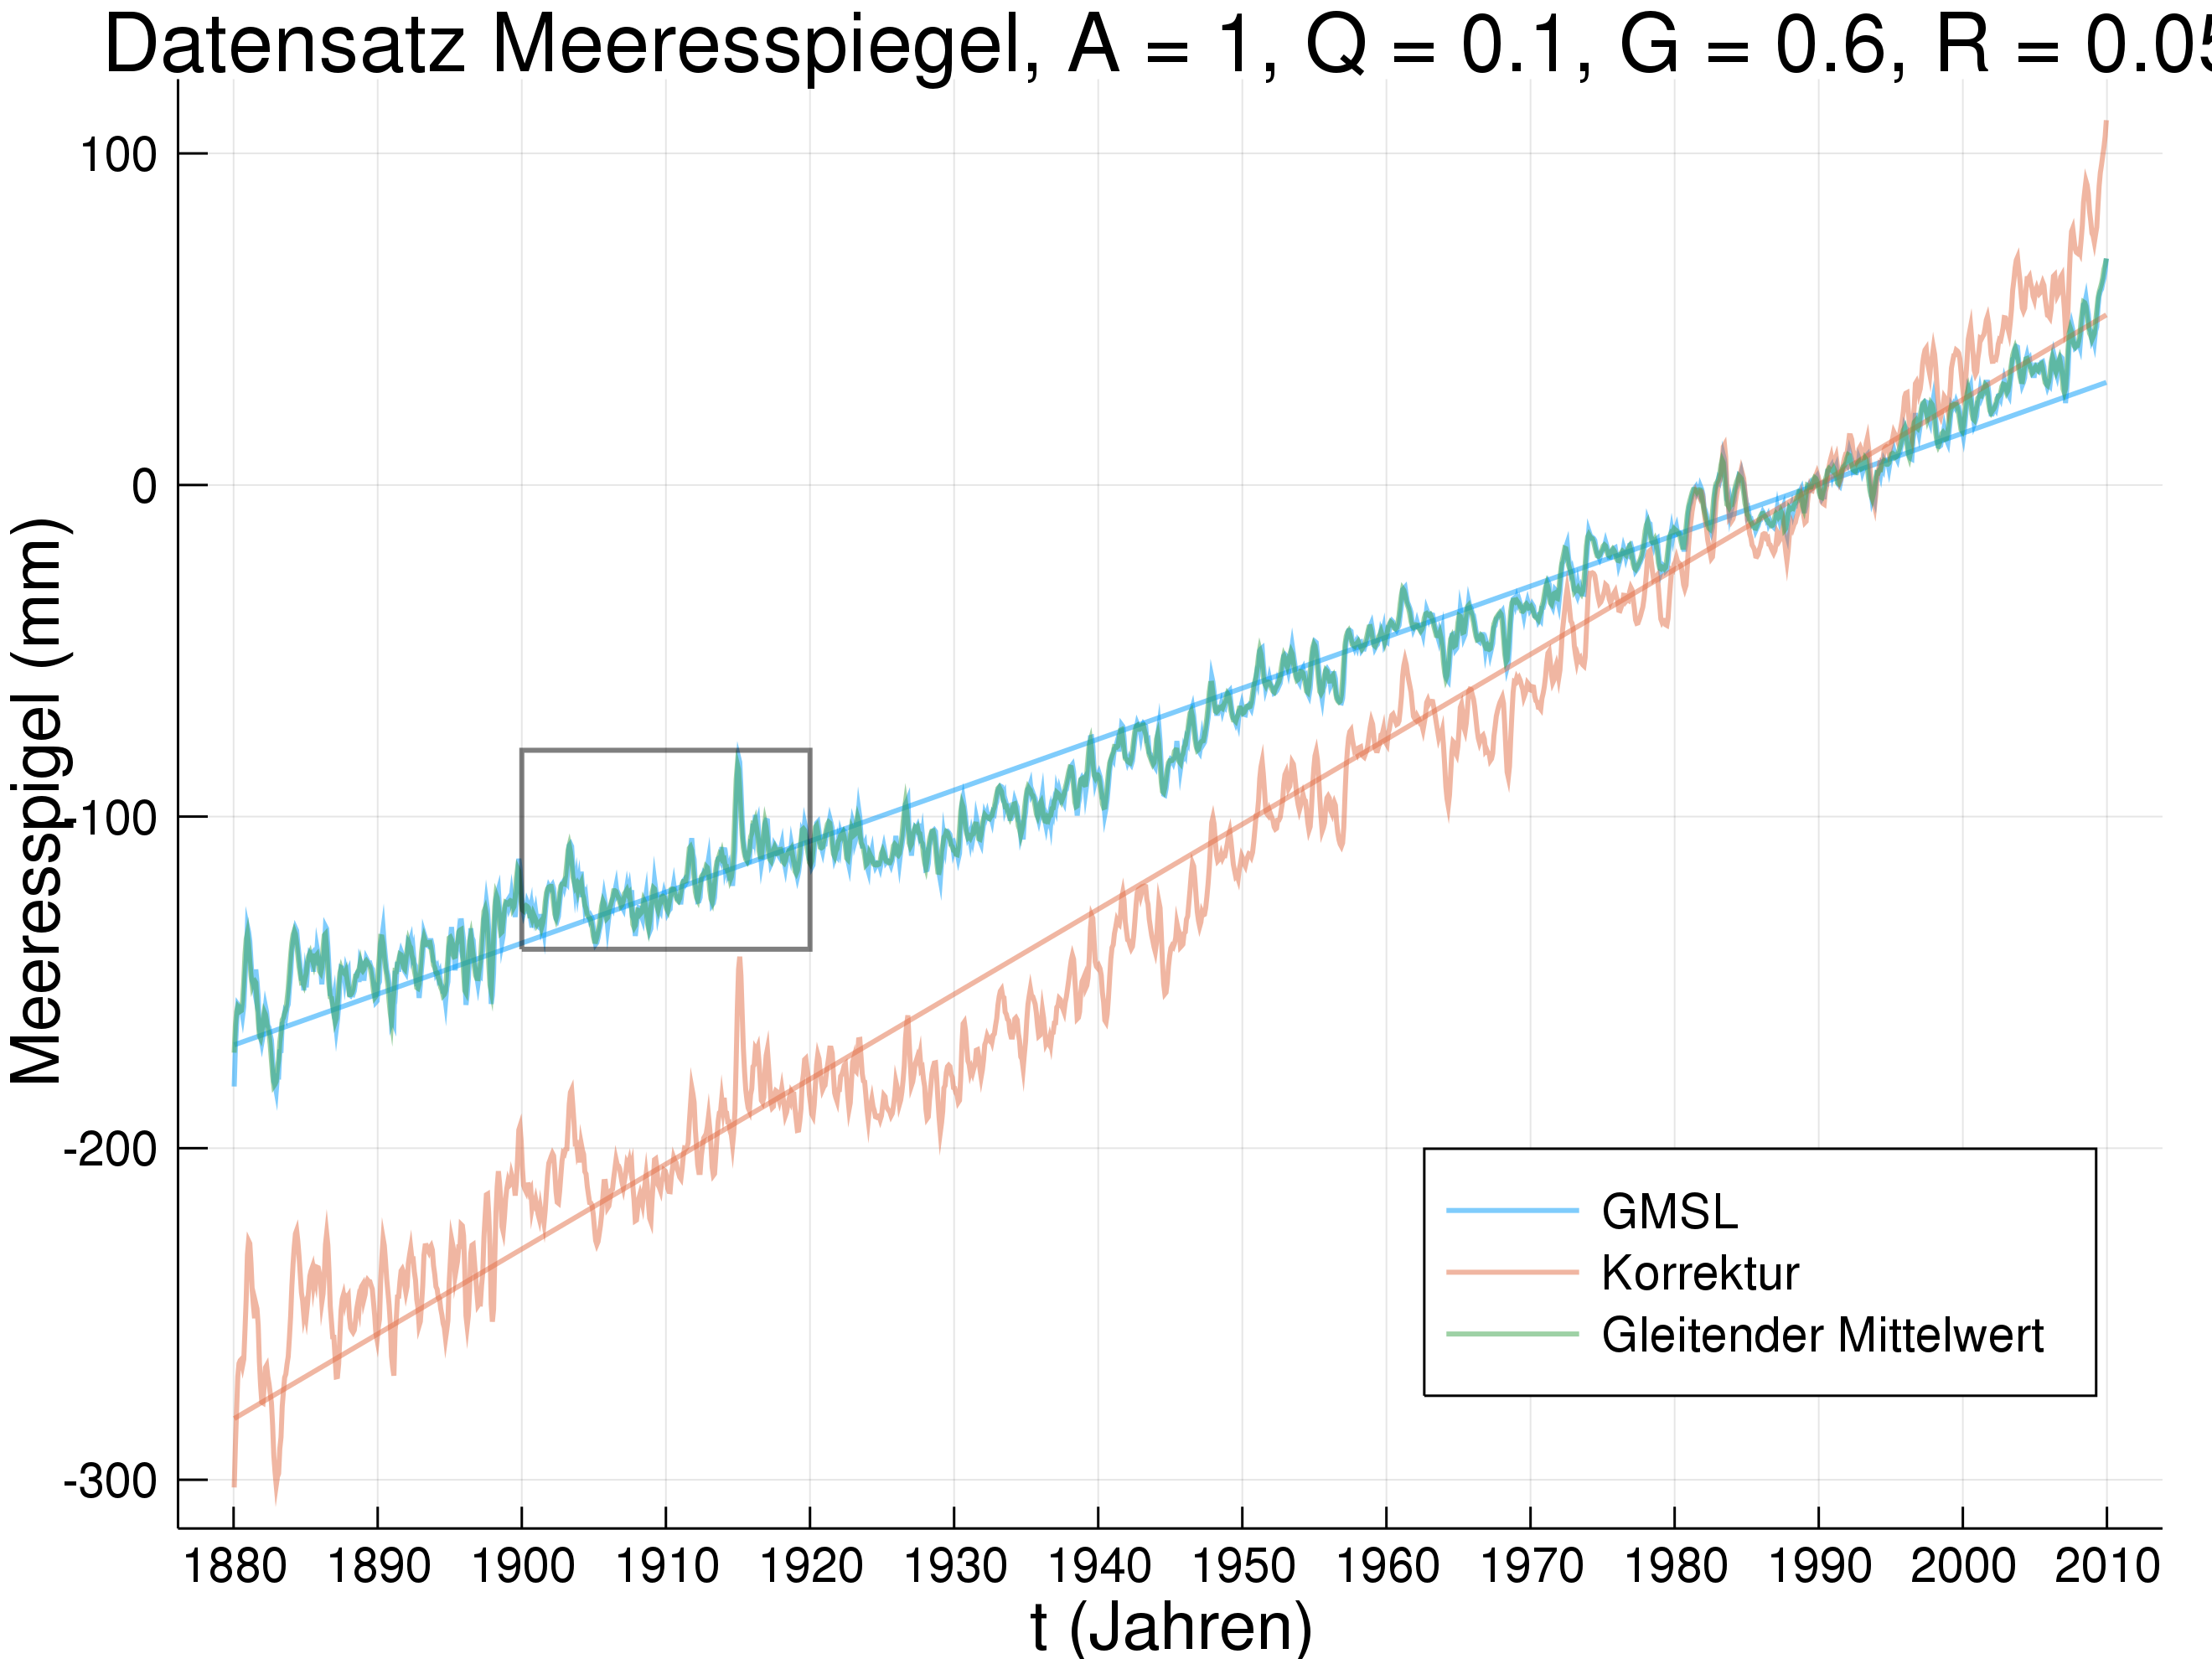 Datensatz Meeresspiegel, A = 1, Q = 0.1, G = 0.6, R = 0.05
Meeresspigel (mm)
100
0
-100
-200
-300
GMSL
Korrektur
Gleitender Mittelwert
1880 1890 1900 1910 1920 1930 1940 1950 1960 1970 1980 1990 2000 2010
t (Jahren)